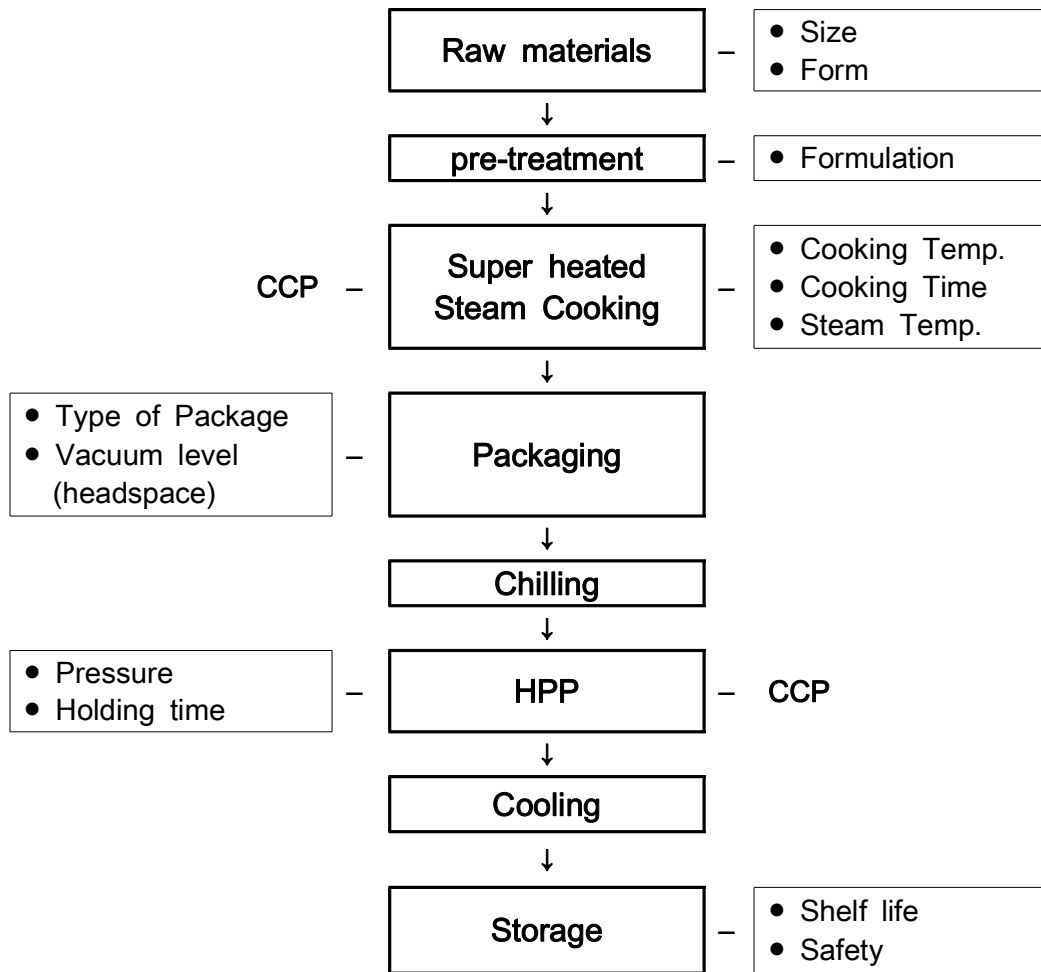 Raw materials
–
● Size
● Form
↓
pre-treatment
–
● Formulation
↓
CCP
–
Super heated
Steam Cooking
–
● Cooking Temp.
● Cooking Time
● Steam Temp.
↓
● Type of Package
● Vacuum level
(headspace)
–
Packaging
↓
Chilling
↓
● Pressure
● Holding time
–
HPP
–
CCP
↓
Cooling
↓
Storage
–
● Shelf life
● Safety